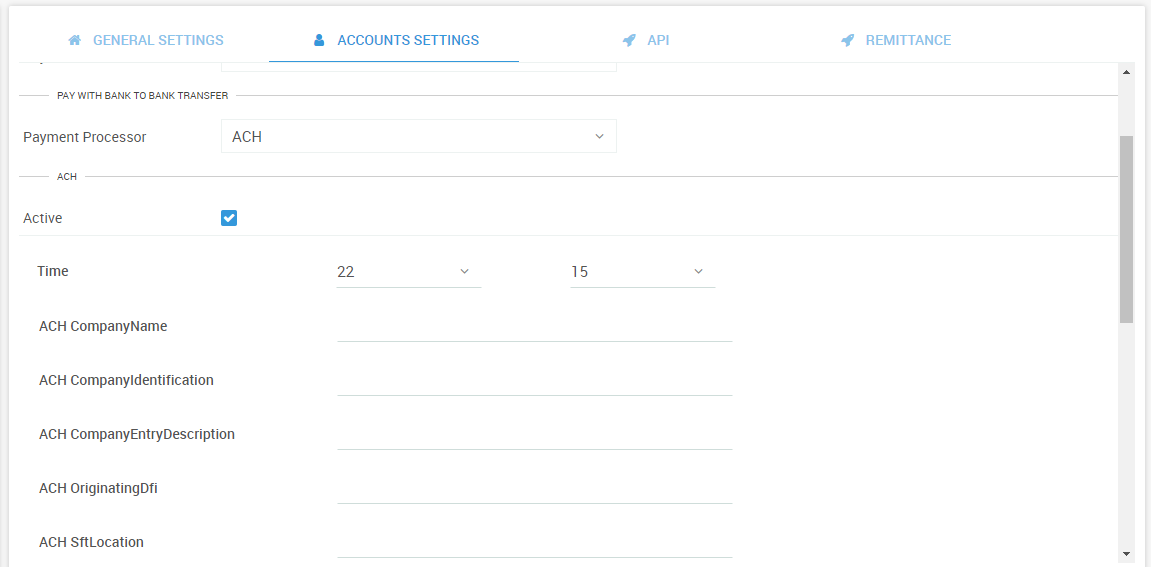 GENERAL SETTINGS ACCOUNTS SETTINGS API REMITTANCE
PAY WITH BANK TO BANK TRANSFER
Payment Processor ACH
ACH
Active
Time 22 15
ACH CompanyName
ACH CompanyIdentification
ACH CompanyEntryDescription
ACH OriginatingDfi
ACH SftLocation